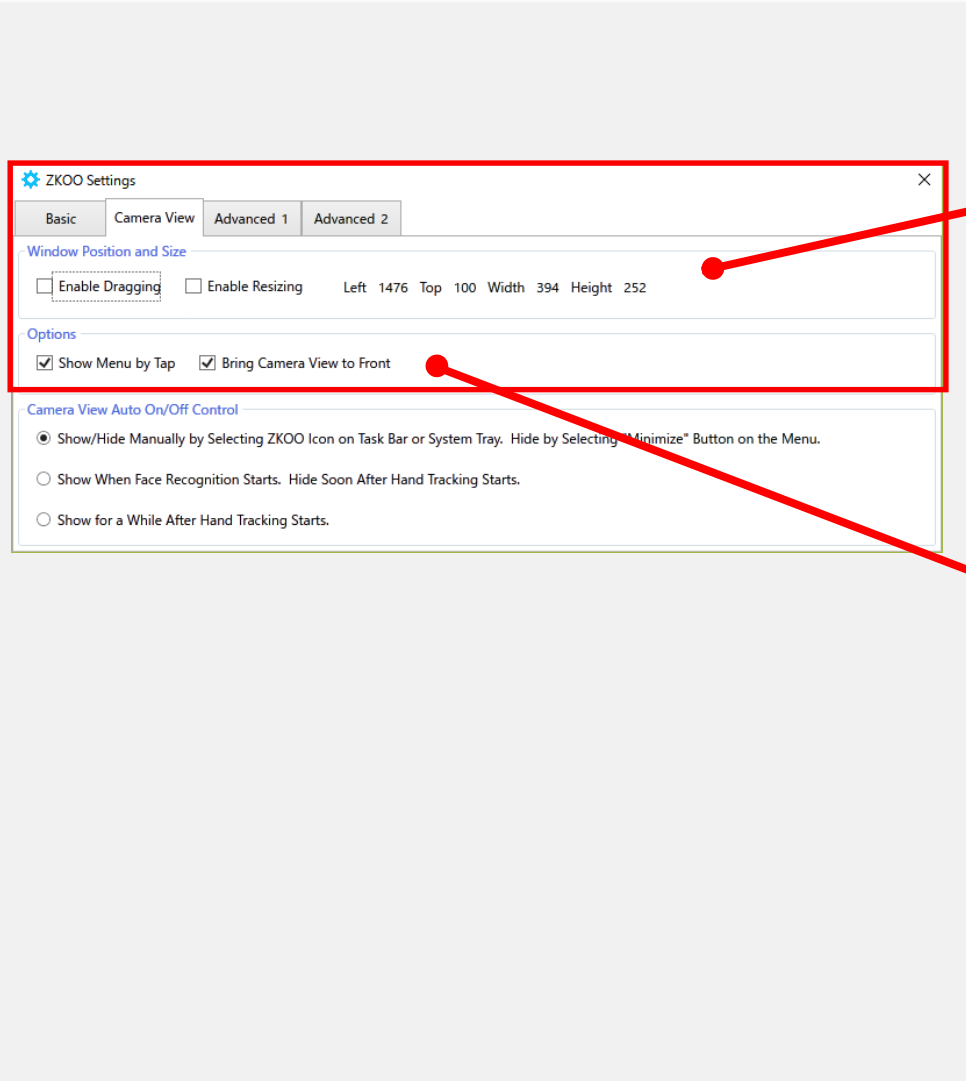 ZKOO Settings
Basic Camera View Advanced 1 Advanced 2
Window Position and Size
Enable Dragging Enable Resizing Left 1476 Top 100 Width 394 Height 252
Options
Show Menu by Tap Bring Camera View to Front
Camera View Auto On/Off Control
Show/Hide Manually by Selecting ZKOO Icon on Task Bar or System Tray. Hide by Selecting "Minimize" Button on the Menu.
Show When Face Recognition Starts. Hide Soon After Hand Tracking Starts.
Show for a While After Hand Tracking Starts.